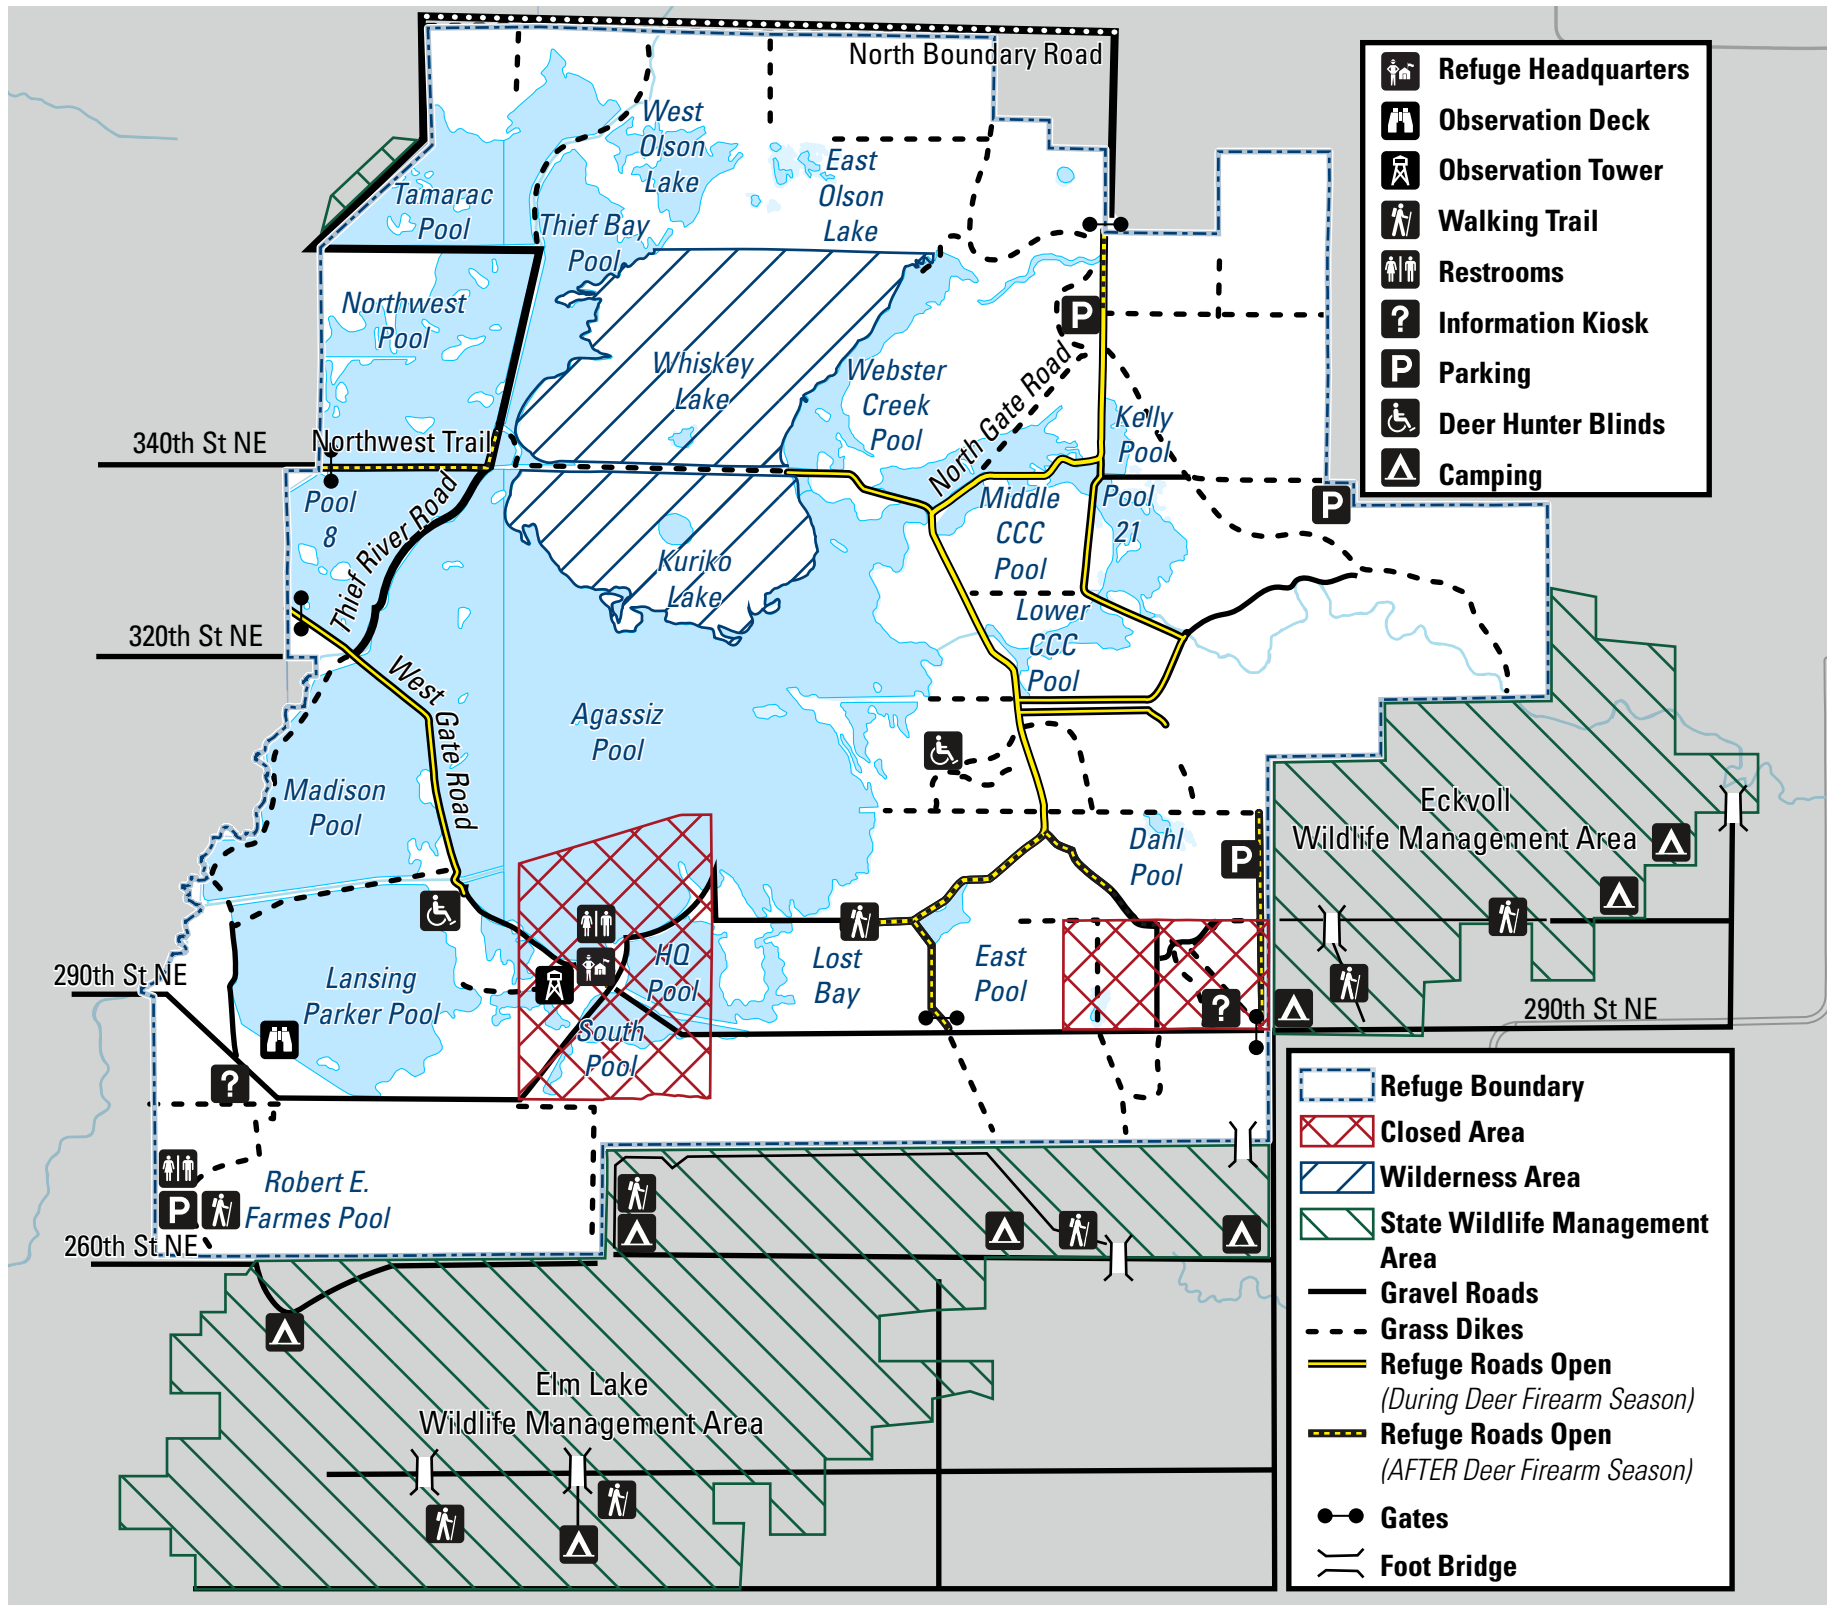 North Boundary Road
West
Olson
Lake
East
Olson
Lake
Tamarac
Pool
Thief Bay
Pool
Northwest
Pool
Whiskey
Lake
Webster
Creek
Pool
North Gate Road
Kelly
Pool
340th St NE
Northwest Trail
Pool
8
Thief River Road
Middle
CCC
Pool
Pool
21
Kuriko
Lake
320th St NE
Lower
CCC
Pool
West Gate Road
Agassiz
Pool
Madison
Pool
Dahl
Pool
Eckvoll
Wildlife Management Area
Lansing
Parker Pool
HQ
Pool
Lost
Bay
East
Pool
290th St NE
290th St NE
South
Pool
Robert E.
Farmes Pool
260th St NE
Elm Lake
Wildlife Management Area
P
P
P
P
?
?
Refuge Headquarters
Observation Deck
Observation Tower
Walking Trail
Restrooms
? Information Kiosk
P Parking
Deer Hunter Blinds
Camping
Refuge Boundary
Closed Area
Wilderness Area
State Wildlife Management
Area
Gravel Roads
Grass Dikes
Refuge Roads Open
(During Deer Firearm Season)
Refuge Roads Open
(AFTER Deer Firearm Season)
Gates
Foot Bridge